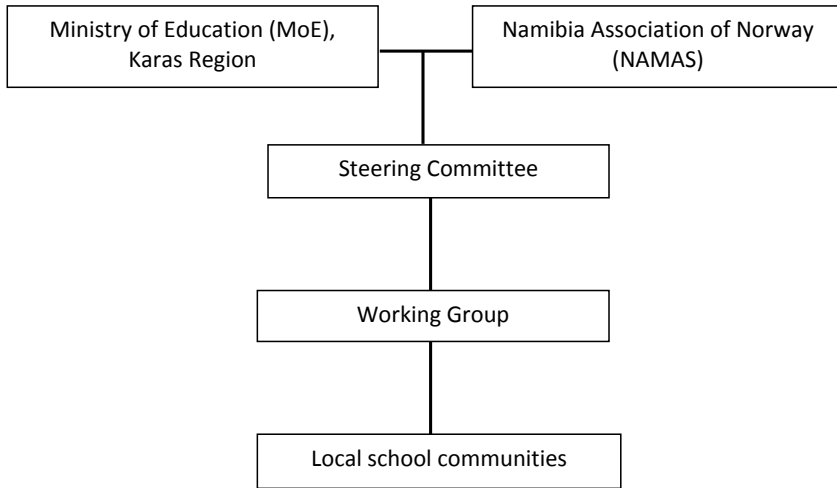 Ministry of Education (MoE),
Karas Region
Namibia Association of Norway
(NAMAS)
Steering Committee
Working Group
Local school communities